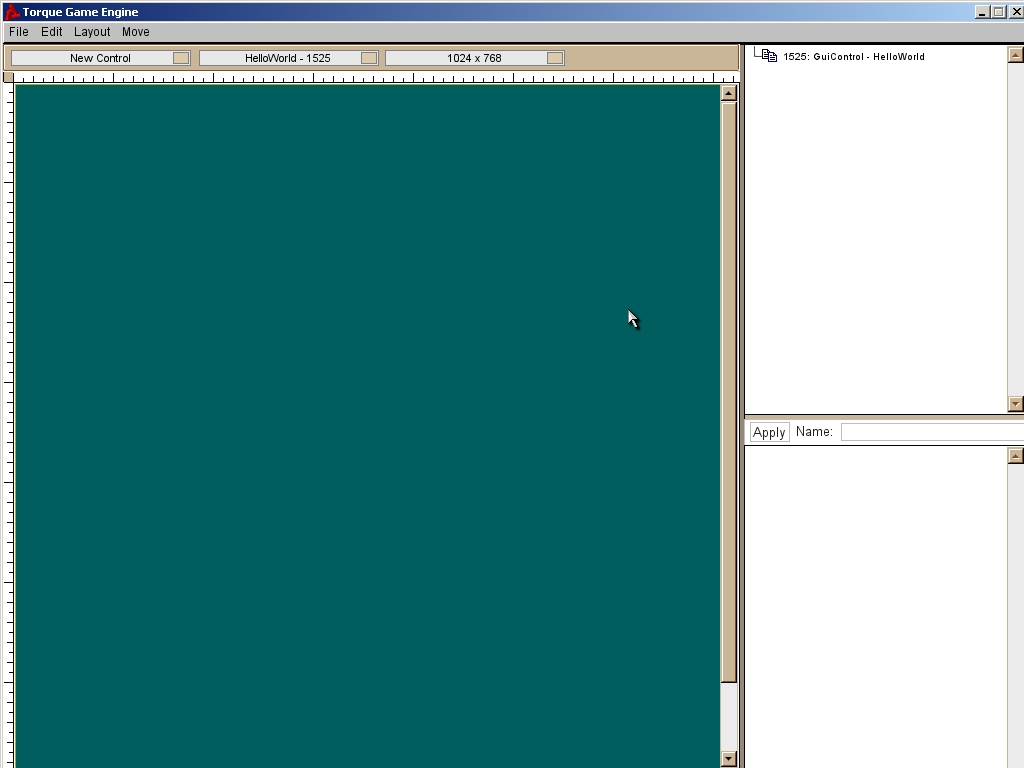 Torque Game Engine
File Edit Layout Move
New Control
HelloWorld - 1525
1024 x 768
1525: GuiControl - HelloWorld
Apply Name: